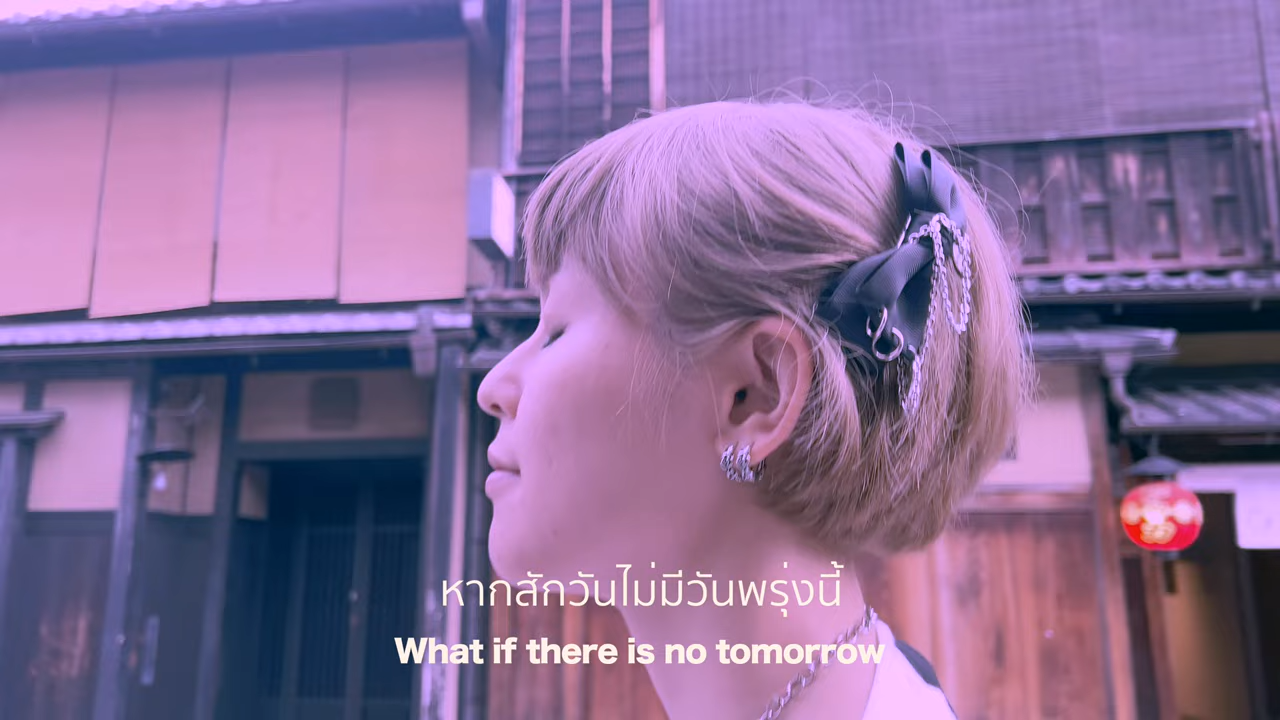 หากสักวันไม่มีวันพรุ่งนี้
What if there is no tomorrow